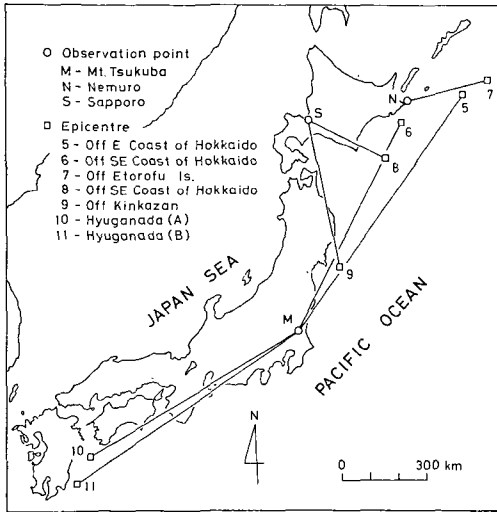 O Observation point
M - Mt. Tsukuba
N - Nemuro
S - Sapporo
□ Epicentre
5 - Off E Coast of Hokkaido
6 - Off SE Coast of Hokkaido
7 - Off Etorofu Is.
8 - Off SE Coast of Hokkaido
9 - Off Kinkazan
10 - Hyuganada (A)
11 - Hyuganada (B)
N
7
5
S
6
8
JAPAN SEA
9
M
PACIFIC OCEAN
N
10
11
0 300 km